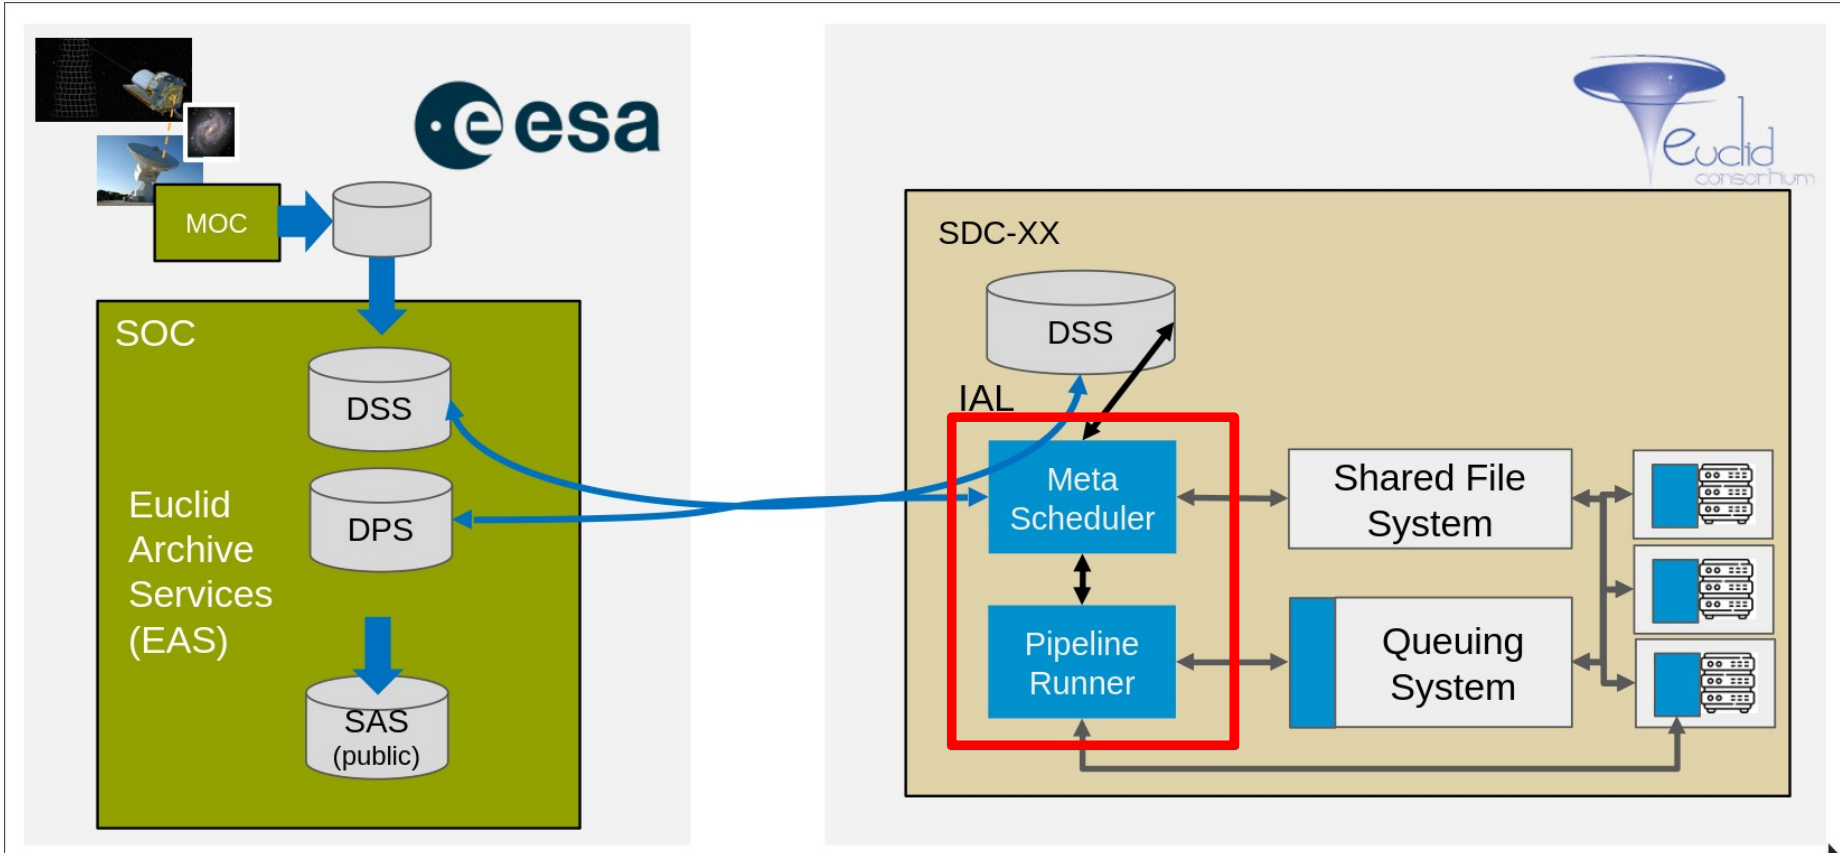 esa
MOC
SOC
DSS
DPS
Euclid
Archive
Services
(EAS)
SAS
(public)
euclid
consortium
SDC-XX
DSS
IAL
Meta
Scheduler
Shared File
System
Pipeline
Runner
Queuing
System